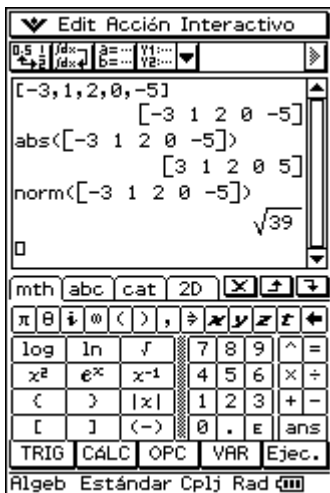 Edit Acción Interactivo
[-3,1,2,0,-5]
[-3 1 2 0 -5]
abs([-3 1 2 0 -5])
[3 1 2 0 5]
norm([-3 1 2 0 -5])
√39
mth abc cat 2D
π θ i ∞ ( ) , ⇒ x y z t ←
log ln √ 7 8 9 ^ =
x² eˣ x⁻¹ 4 5 6 × ÷
( ) |x| 1 2 3 + −
[ ] (−) 0 . E ans
TRIG CALC OPC VAR Ejec.
Algeb Estándar Cplj Rad